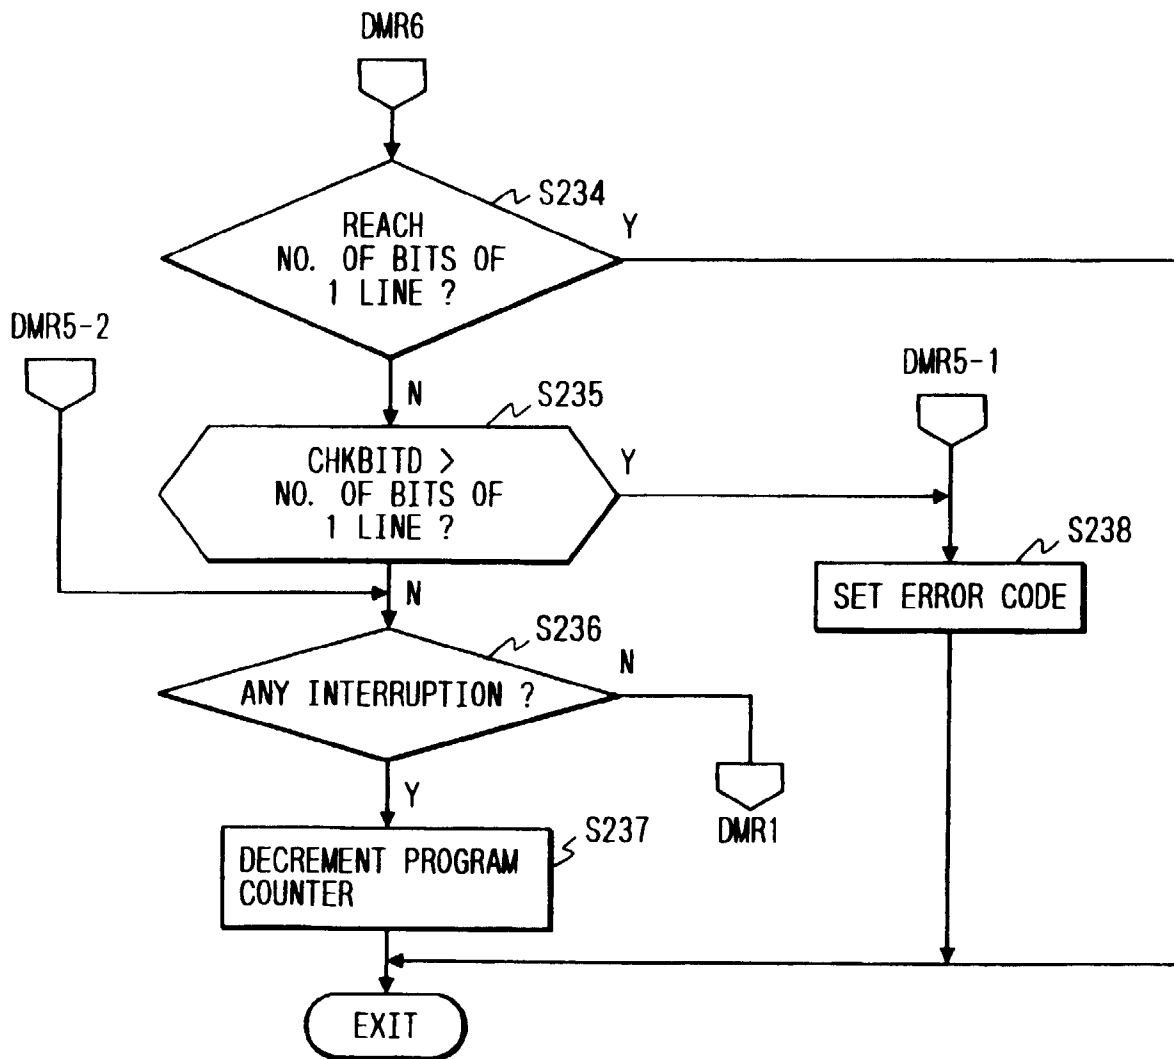 DMR6
S234
REACH
NO. OF BITS OF
1 LINE ?
Y
N
DMR5-2
DMR5-1
S235
CHKBITD >
NO. OF BITS OF
1 LINE ?
Y
N
S238
SET ERROR CODE
S236
ANY INTERRUPTION ?
N
Y
DMR1
S237
DECREMENT PROGRAM
COUNTER
EXIT